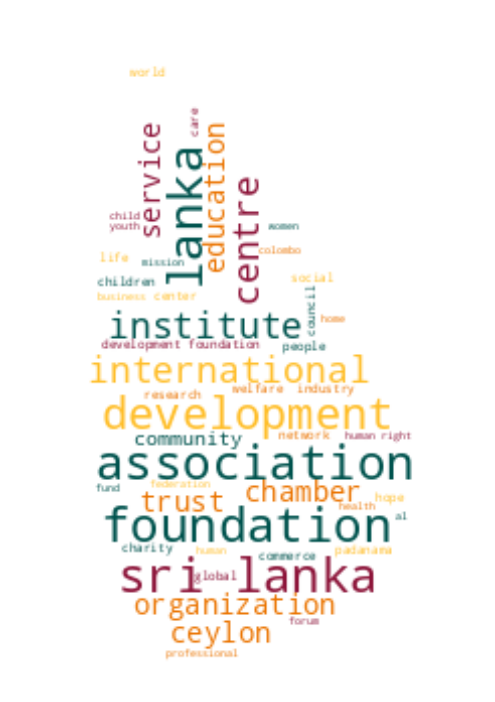 world
care
service
lanka
education
centre
child
youth
women
colombo
life
mission
children
social
business center
council
institute
home
development foundation
people
international
welfare industry
research
development
community
network
human right
association
fund
federation
chamber
trust
hope
health
foundation
al
charity
human
commerce
padanama
sri lanka
global
organization
forum
ceylon
professional